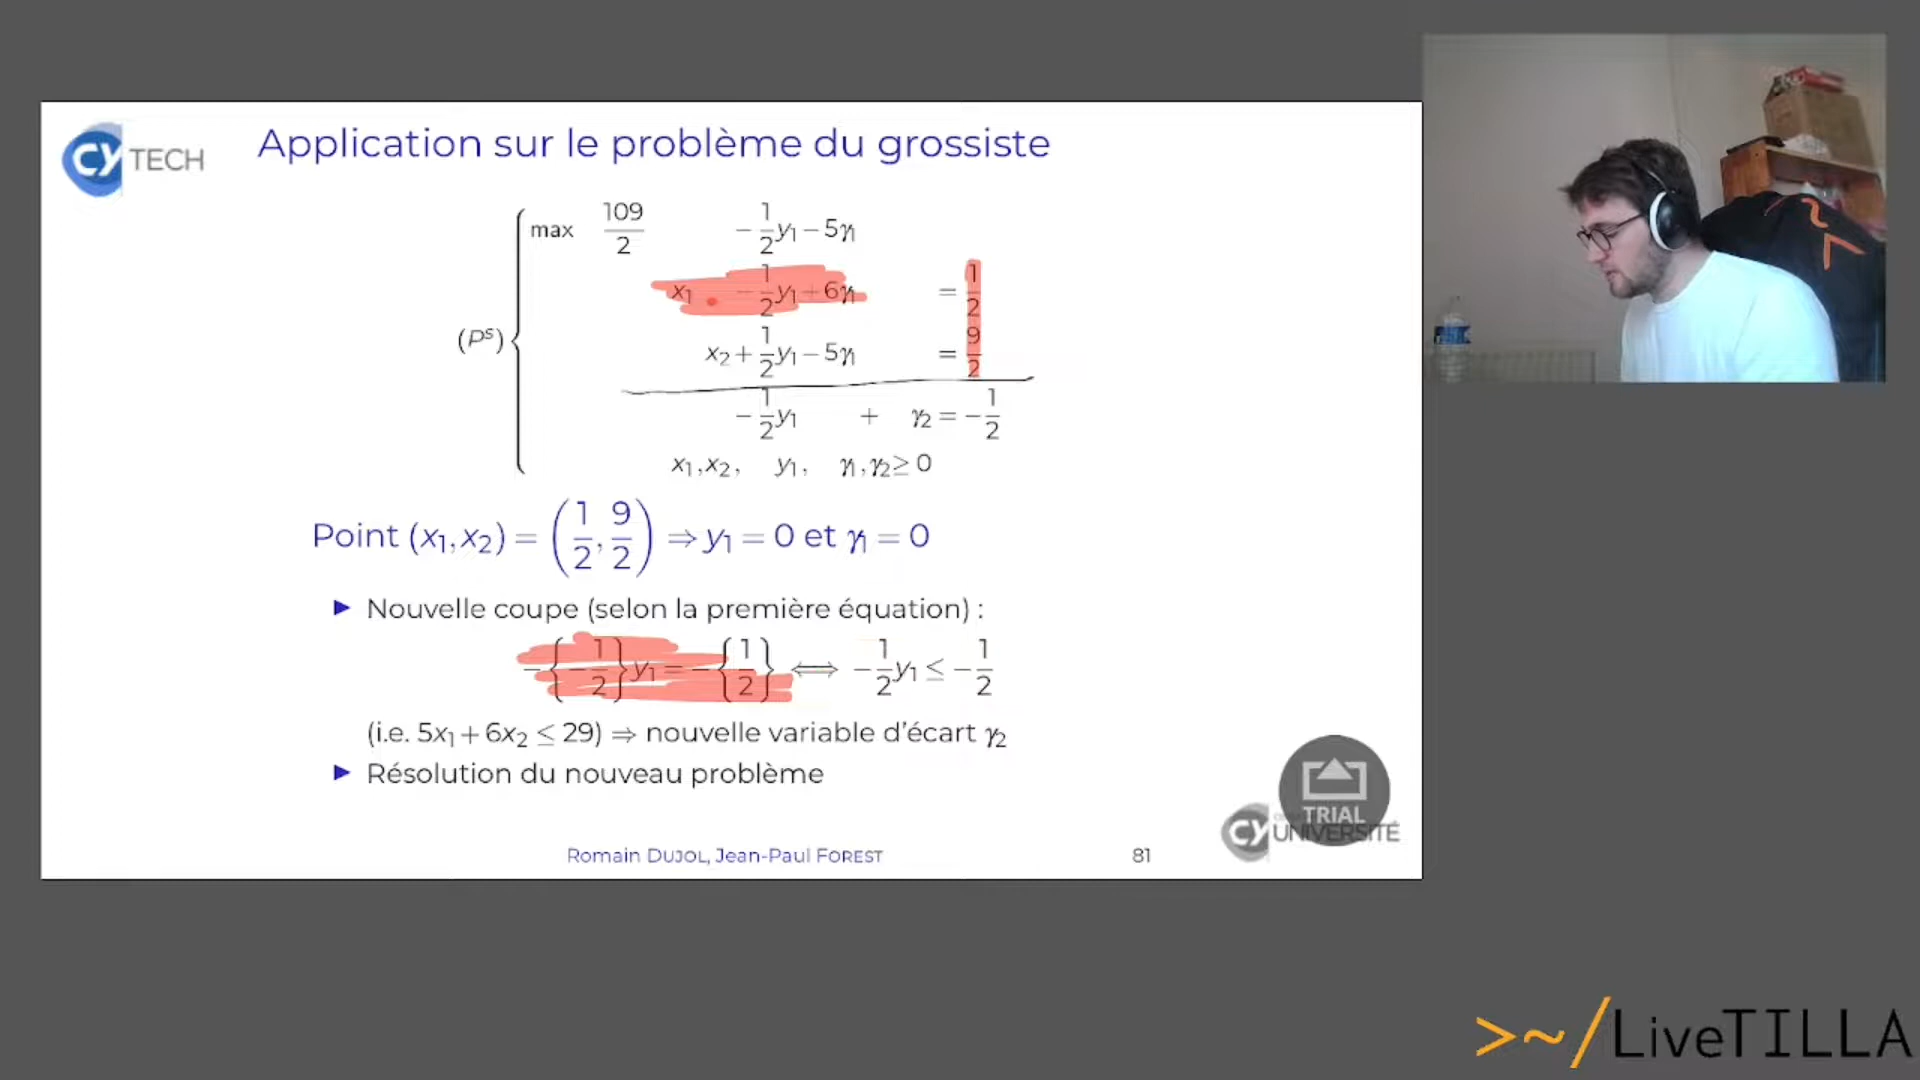 CY TECH
Application sur le problème du grossiste
max 109/2 - 1/2 y₁ - 5γ₁
x₁ - 1/2 y₁ + 6γ₁ = 1/2
(Pˢ)
x₂ + 1/2 y₁ - 5γ₁ = 9/2
- 1/2 y₁ + γ₂ = - 1/2
x₁, x₂, y₁, γ₁, γ₂ ≥ 0
Point (x₁, x₂) = (1/2, 9/2) ⇒ y₁ = 0 et γ₁ = 0
▶ Nouvelle coupe (selon la première équation) :
- {- 1/2} y₁ = - {1/2} ⟺ - 1/2 y₁ ≤ - 1/2
(i.e. 5x₁ + 6x₂ ≤ 29) ⇒ nouvelle variable d'écart γ₂
▶ Résolution du nouveau problème
TRIAL
CY UNIVERSITÉ
Romain DUJOL, Jean-Paul FOREST
81
>~/LiveTILLA